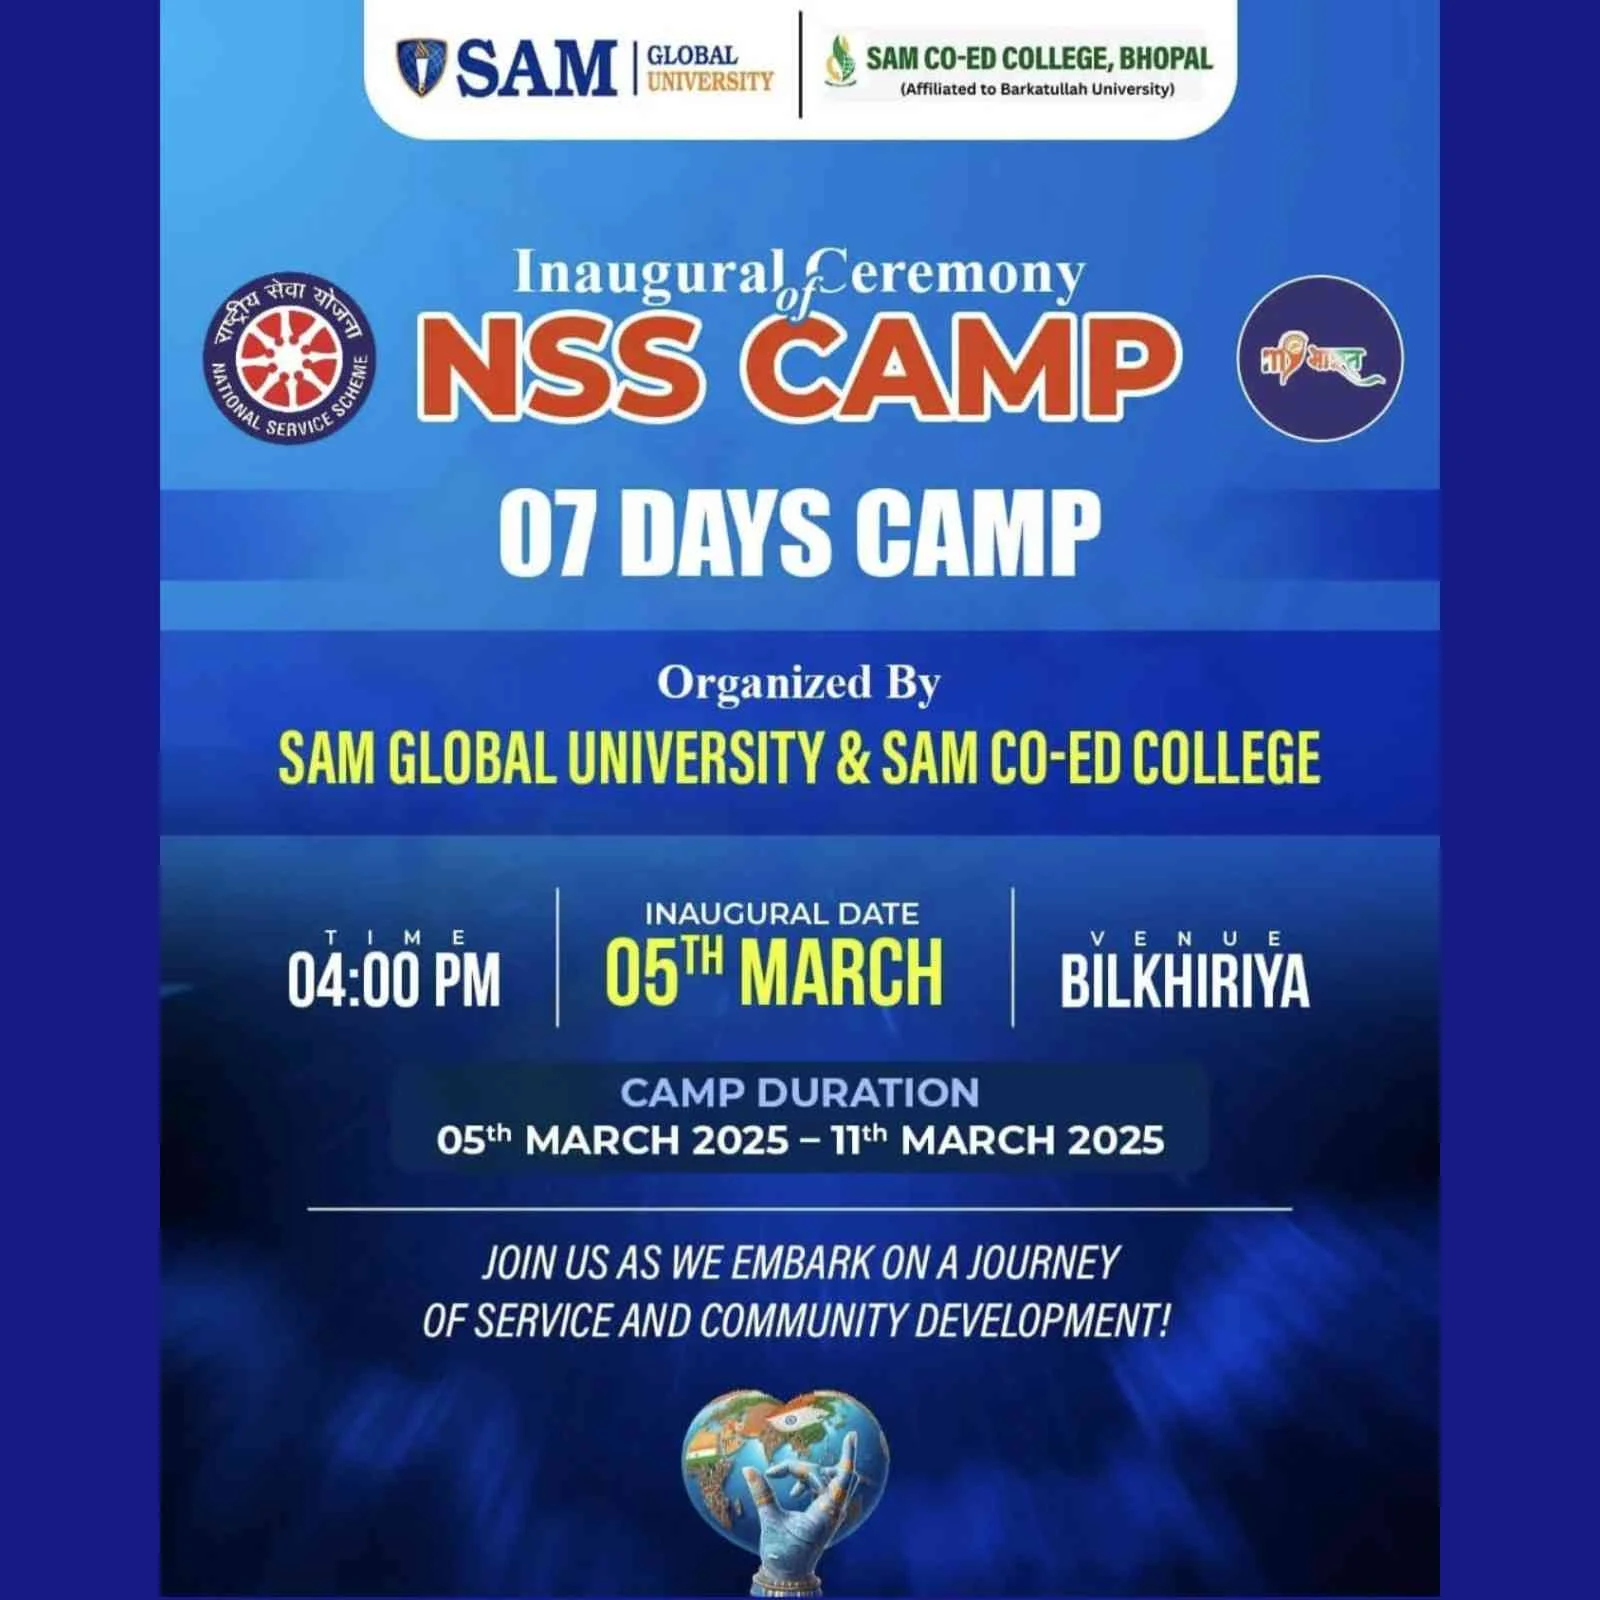 SAM GLOBAL UNIVERSITY
SAM CO-ED COLLEGE, BHOPAL
(Affiliated to Barkatullah University)
Inaugural Ceremony
of
NSS CAMP
राष्ट्रीय सेवा योजना
NATIONAL SERVICE SCHEME
07 DAYS CAMP
Organized By
SAM GLOBAL UNIVERSITY & SAM CO-ED COLLEGE
TIME
04:00 PM
INAUGURAL DATE
05TH MARCH
VENUE
BILKHIRIYA
CAMP DURATION
05th MARCH 2025 – 11th MARCH 2025
JOIN US AS WE EMBARK ON A JOURNEY
OF SERVICE AND COMMUNITY DEVELOPMENT!